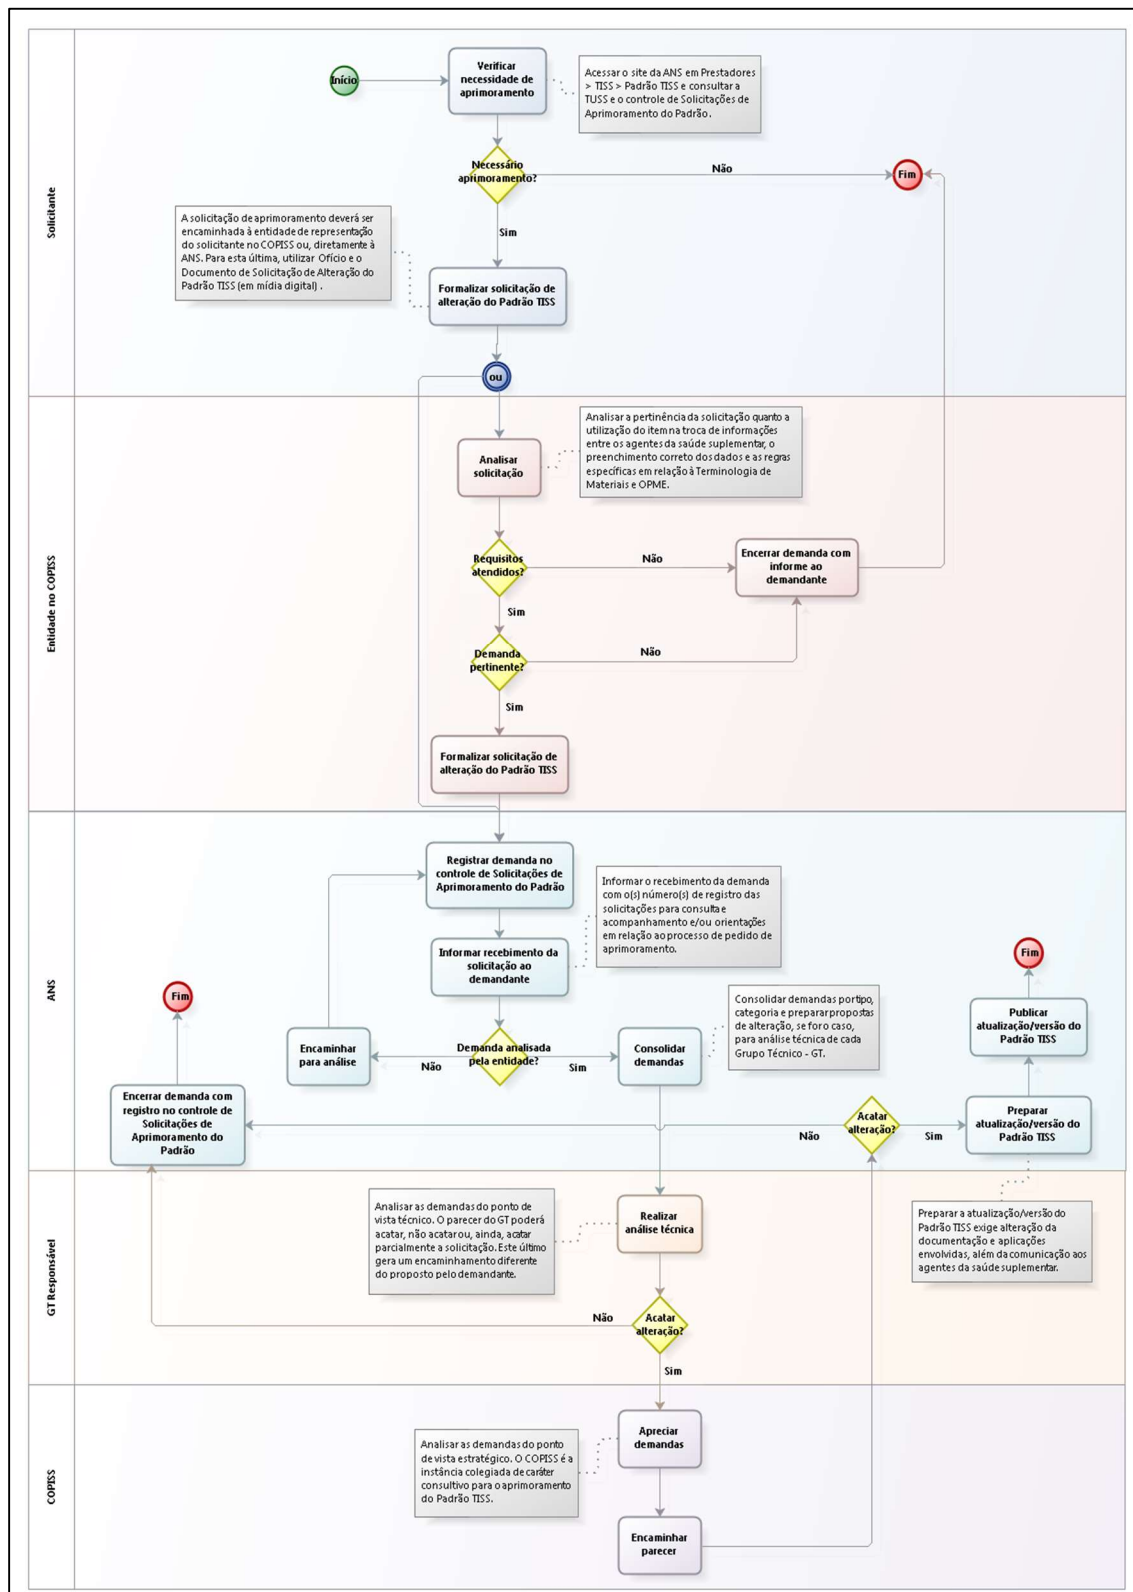 Solicitante
Início
Verificar
necessidade de
aprimoramento
Acessar o site da ANS em Prestadores
> TISS > Padrão TISS e consultar a
TUSS e o controle de Solicitações de
Aprimoramento do Padrão.
Necessário
aprimoramento?
Não
Fim
Sim
A solicitação de aprimoramento deverá ser
encaminhada à entidade de representação
do solicitante no COPISS ou, diretamente à
ANS. Para esta última, utilizar Ofício e o
Documento de Solicitação de Alteração do
Padrão TISS (em mídia digital) .
Formalizar solicitação de
alteração do Padrão TISS
ou
Entidade no COPISS
Analisar
solicitação
Analisar a pertinência da solicitação quanto a
utilização do item na troca de informações
entre os agentes da saúde suplementar, o
preenchimento correto dos dados e as regras
específicas em relação à Terminologia de
Materiais e OPME.
Requisitos
atendidos?
Não
Encerrar demanda com
informe ao
demandante
Sim
Demanda
pertinente?
Não
Sim
Formalizar solicitação de
alteração do Padrão TISS
ANS
Registrar demanda no
controle de Solicitações de
Aprimoramento do Padrão
Informar o recebimento da demanda
com o(s) número(s) de registro das
solicitações para consulta e
acompanhamento e/ou orientações
em relação ao processo de pedido de
aprimoramento.
Informar recebimento da
solicitação ao
demandante
Fim
Fim
Consolidar demandas por tipo,
categoria e preparar propostas
de alteração, se for o caso,
para análise técnica de cada
Grupo Técnico - GT.
Publicar
atualização/versão do
Padrão TISS
Encaminhar
para análise
Não
Demanda analisada
pela entidade?
Sim
Consolidar
demandas
Encerrar demanda com
registro no controle de
Solicitações de
Aprimoramento do
Padrão
Não
Acatar
alteração?
Sim
Preparar
atualização/versão do
Padrão TISS
GT Responsável
Analisar as demandas do ponto de
vista técnico. O parecer do GT poderá
acatar, não acatar ou, ainda, acatar
parcialmente a solicitação. Este último
gera um encaminhamento diferente
do proposto pelo demandante.
Realizar
análise técnica
Preparar a atualização/versão do
Padrão TISS exige alteração da
documentação e aplicações
envolvidas, além da comunicação aos
agentes da saúde suplementar.
Não
Acatar
alteração?
Sim
COPISS
Apreciar
demandas
Analisar as demandas do ponto
de vista estratégico. O COPISS é a
instância colegiada de caráter
consultivo para o aprimoramento
do Padrão TISS.
Encaminhar
parecer